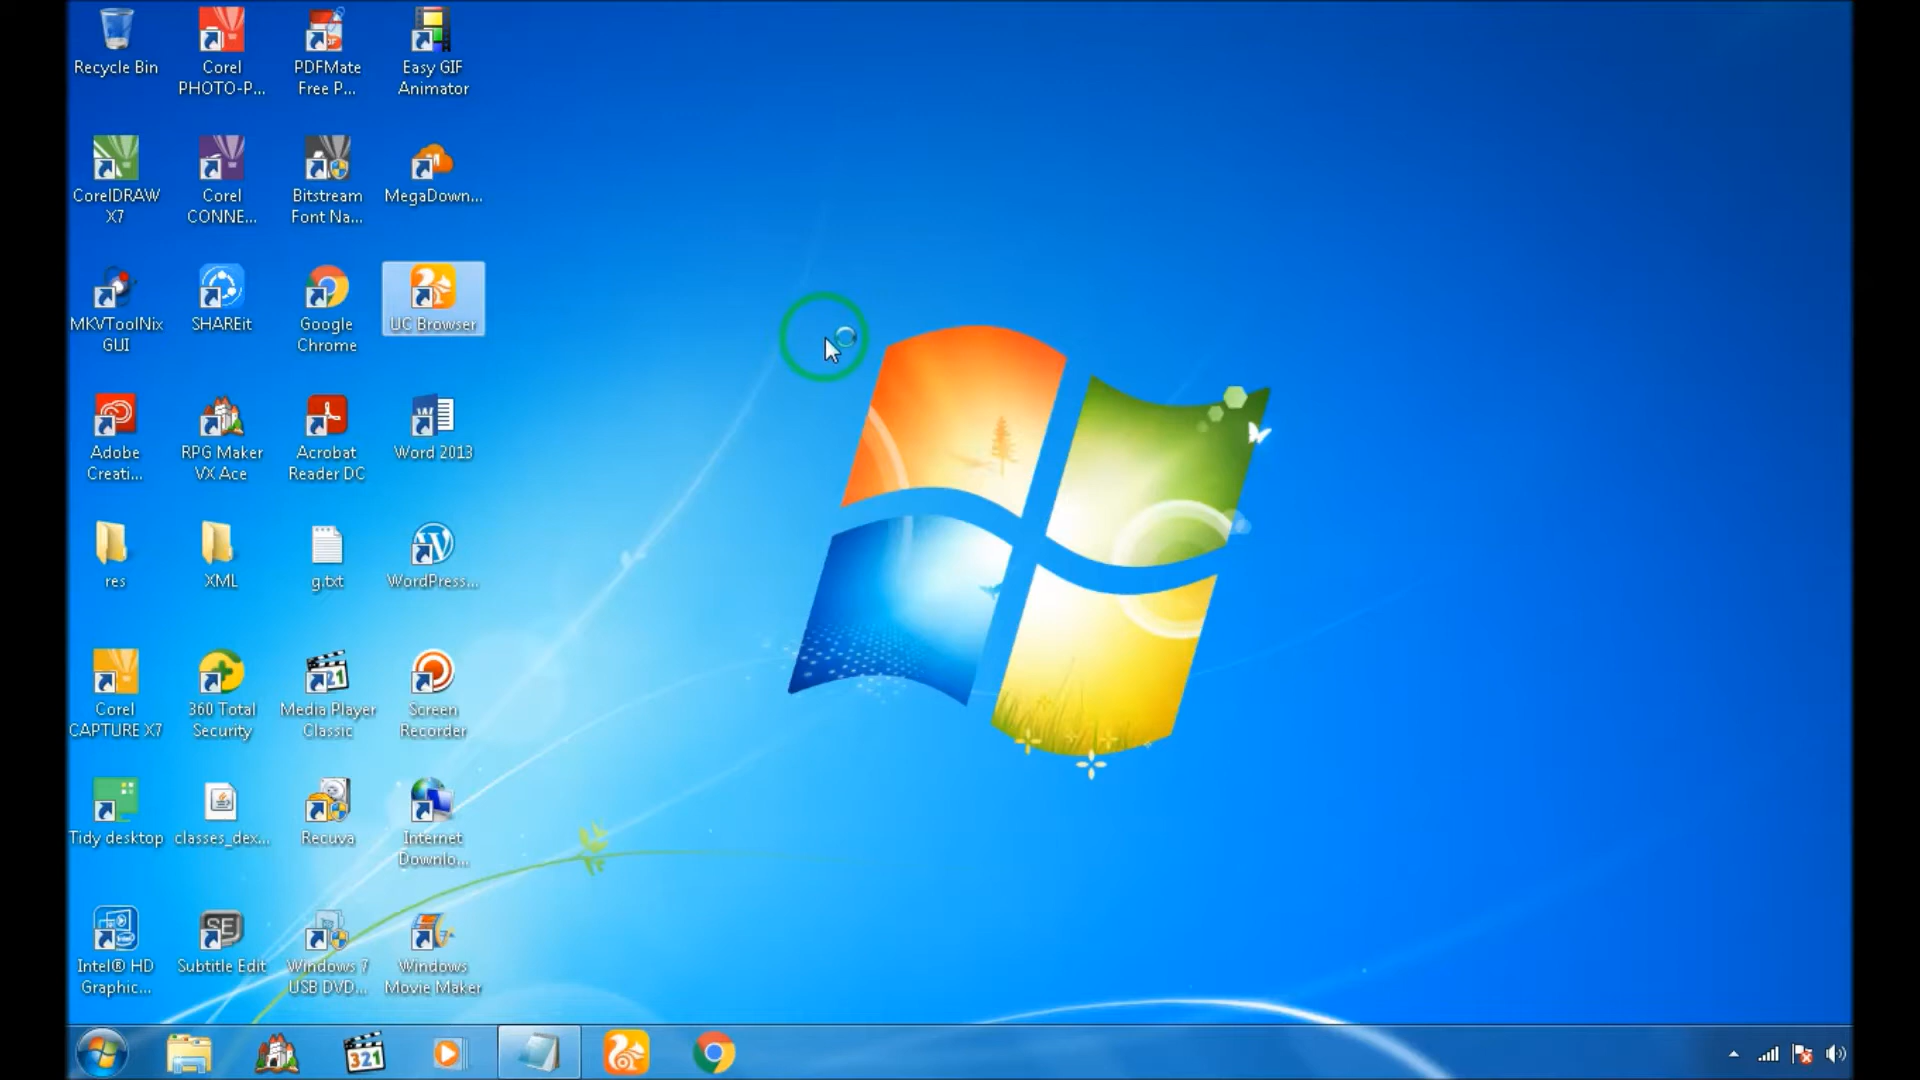 Recycle Bin
Corel
PHOTO-P...
PDFMate
Free P...
Easy GIF
Animator
CorelDRAW
X7
Corel
CONNE...
Bitstream
Font Na...
MegaDown...
MKVToolNix
GUI
SHAREit
Google
Chrome
UC Browser
Adobe
Creati...
RPG Maker
VX Ace
Acrobat
Reader DC
Word 2013
res
XML
g.txt
WordPress...
Corel
CAPTURE X7
360 Total
Security
Media Player
Classic
Screen
Recorder
Tidy desktop
classes_dex...
Recuva
Internet
Downlo...
Intel® HD
Graphic...
SE
Subtitle Edit
Windows 7
USB DVD...
Windows
Movie Maker
321